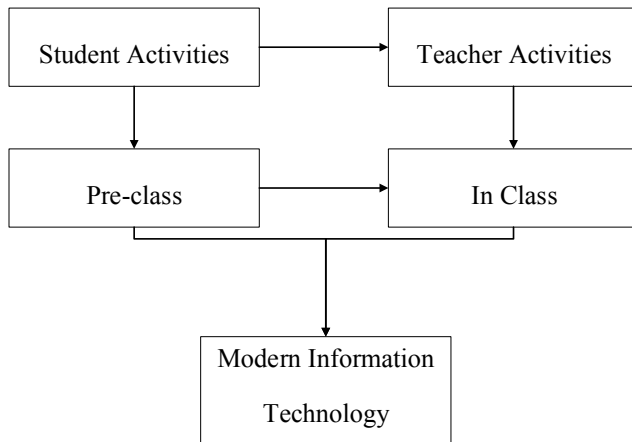 Student Activities
Teacher Activities
Pre-class
In Class
Modern Information
Technology